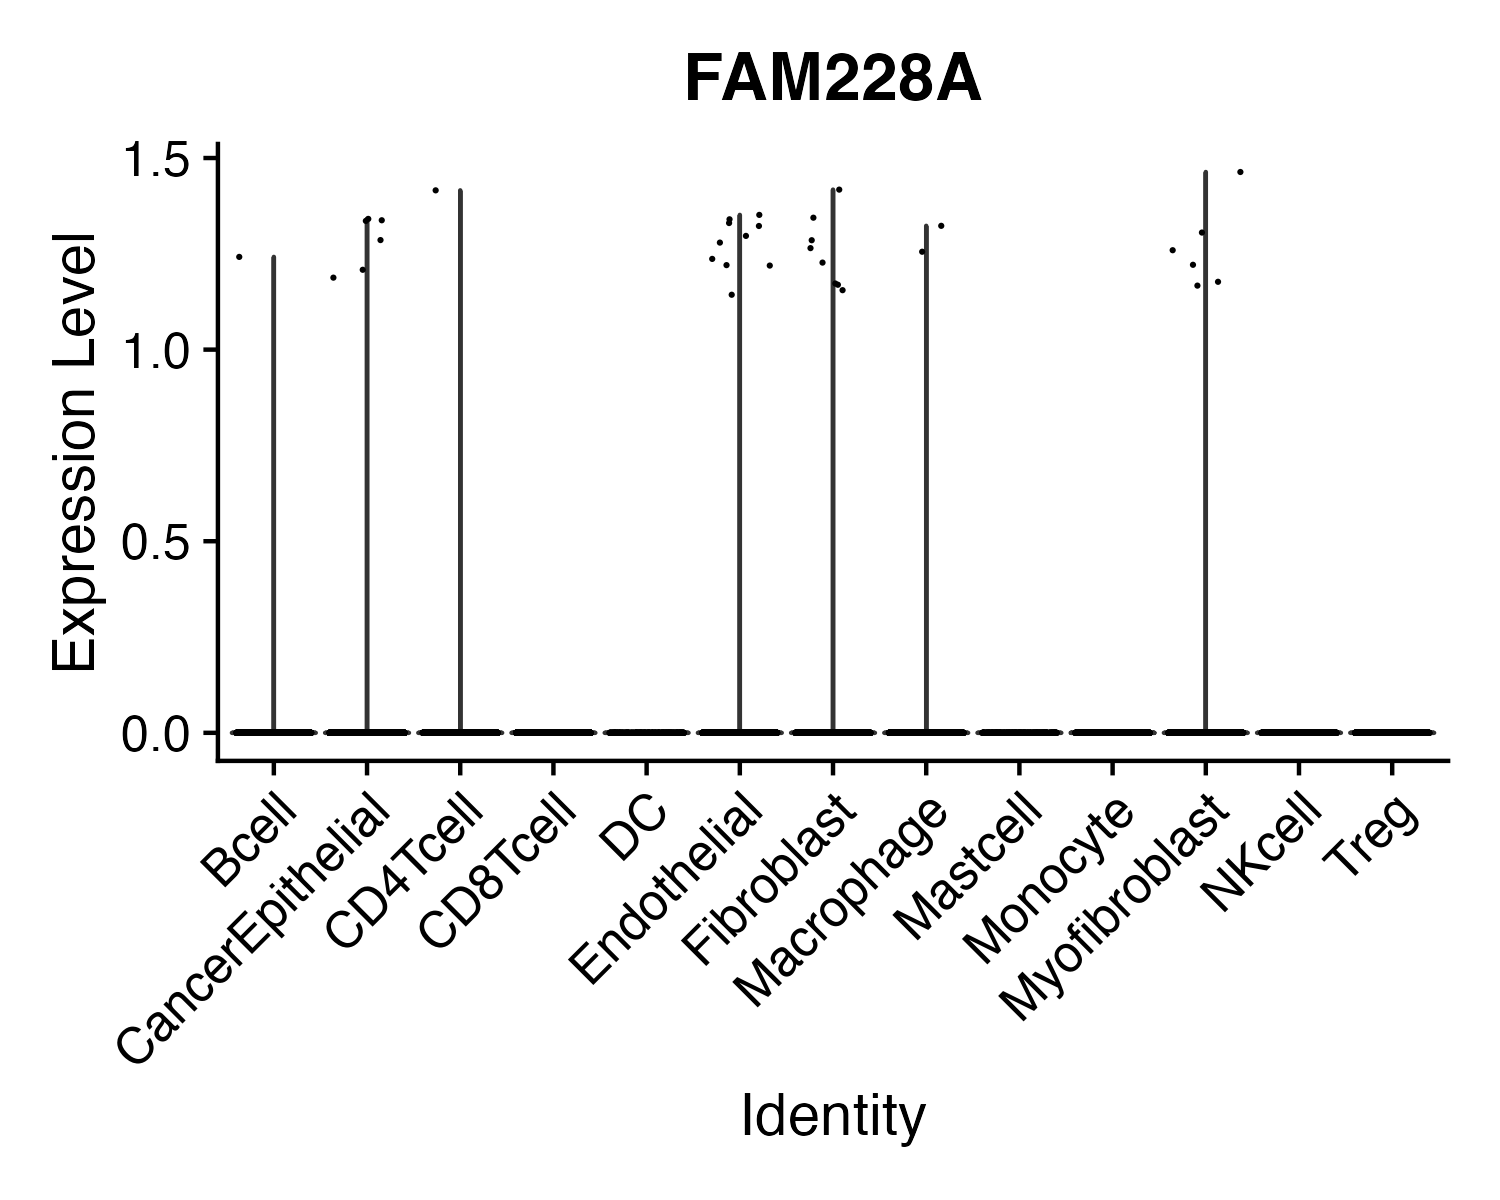 FAM228A
Expression Level
1.5
1.0
0.5
0.0
Bcell
CancerEpithelial
CD4Tcell
CD8Tcell
DC
Endothelial
Fibroblast
Macrophage
Mastcell
Monocyte
Myofibroblast
NKcell
Treg
Identity